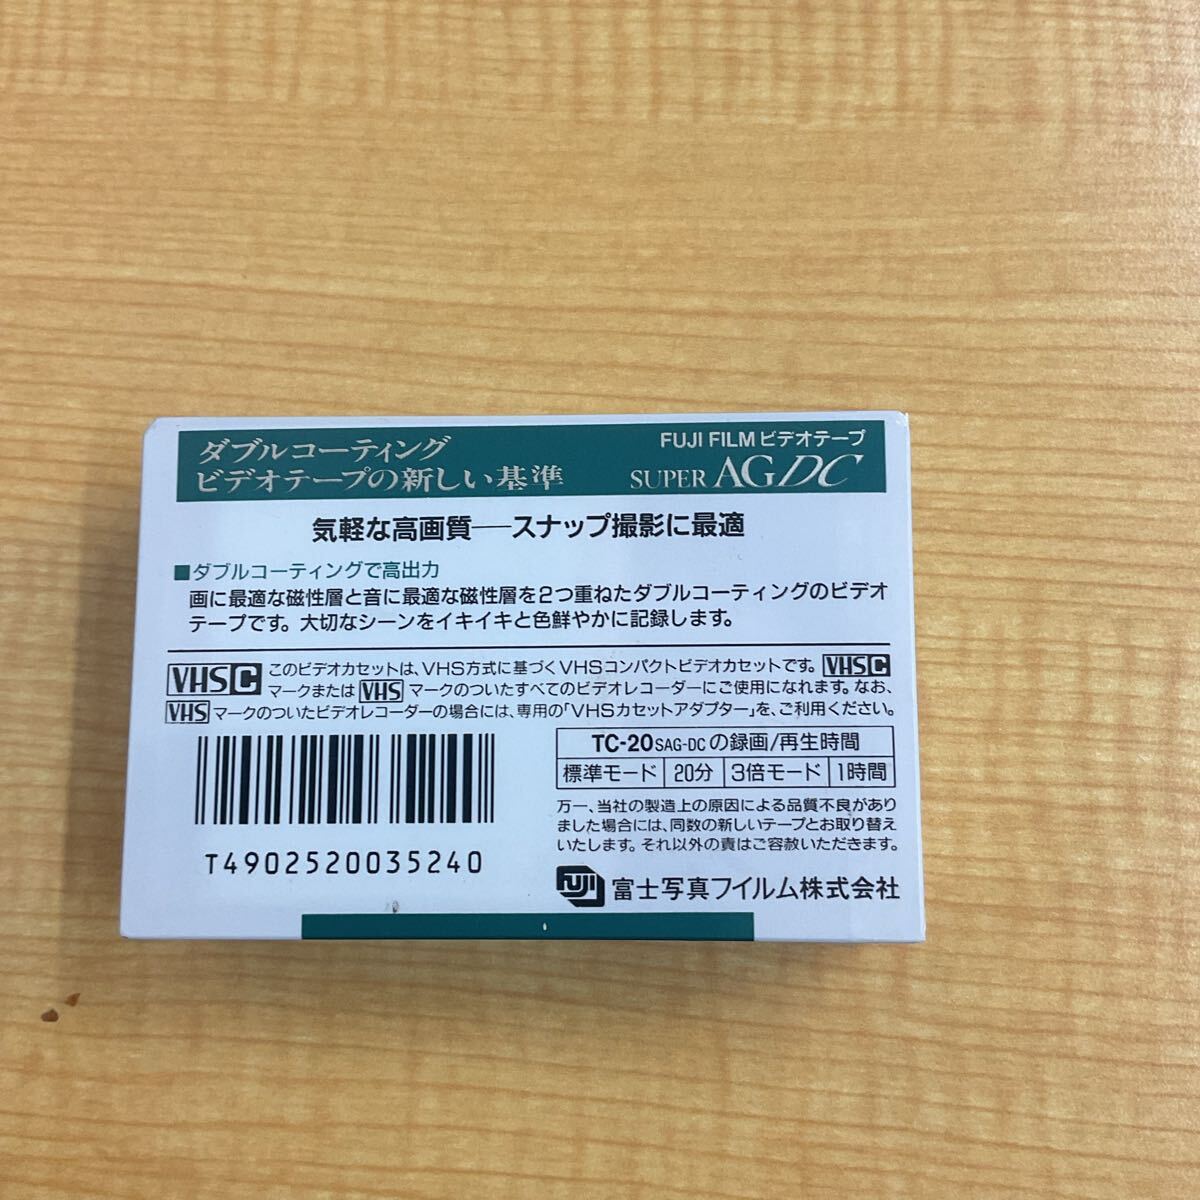 ダブルコーティング
ビデオテープの新しい基準
FUJI FILMビデオテープ
SUPER AG DC
気軽な高画質──スナップ撮影に最適
■ダブルコーティングで高出力
画に最適な磁性層と音に最適な磁性層を2つ重ねたダブルコーティングのビデオ
テープです。大切なシーンをイキイキと色鮮やかに記録します。
VHSC このビデオカセットは、VHS方式に基づくVHSコンパクトビデオカセットです。VHSC
マークまたは VHS マークのついたすべてのビデオレコーダーにご使用になれます。なお、
VHS マークのついたビデオレコーダーの場合には、専用の「VHSカセットアダプター」を、ご利用ください。
TC-20SAG-DCの録画/再生時間
標準モード 20分 3倍モード 1時間
万一、当社の製造上の原因による品質不良があり
ました場合には、同数の新しいテープとお取り替え
いたします。それ以外の責はご容赦いただきます。
T4902520035240
FUJI 富士写真フイルム株式会社